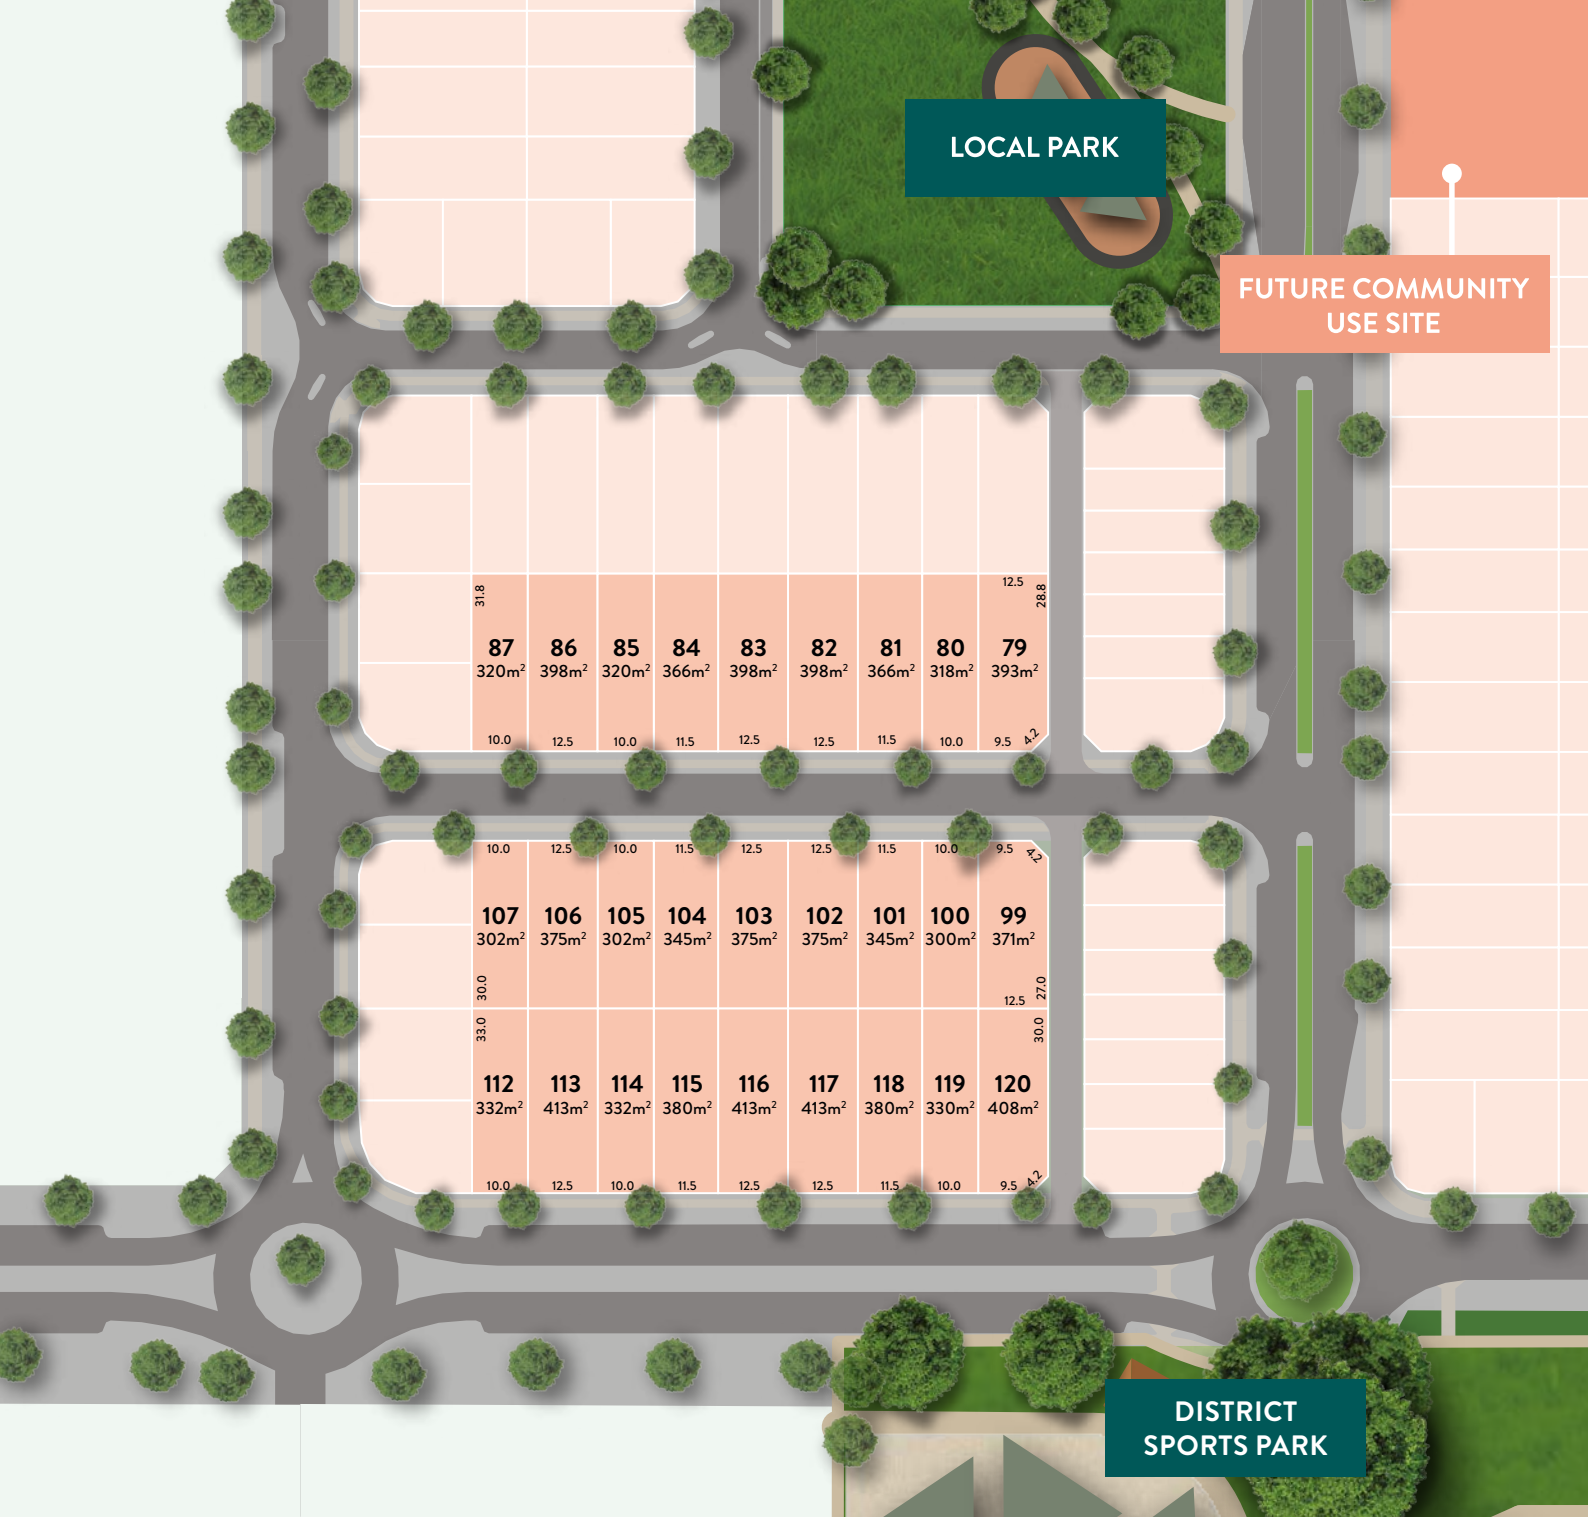 LOCAL PARK
FUTURE COMMUNITY
USE SITE
31.8
12.5
28.8
87 86 85 84 83 82 81 80 79
320m² 398m² 320m² 366m² 398m² 398m² 366m² 318m² 393m²
10.0 12.5 10.0 11.5 12.5 12.5 11.5 10.0 9.5 4.2
10.0 12.5 10.0 11.5 12.5 12.5 11.5 10.0 9.5 4.2
107 106 105 104 103 102 101 100 99
302m² 375m² 302m² 345m² 375m² 375m² 345m² 300m² 371m²
30.0 12.5 27.0
33.0 30.0
112 113 114 115 116 117 118 119 120
332m² 413m² 332m² 380m² 413m² 413m² 380m² 330m² 408m²
10.0 12.5 10.0 11.5 12.5 12.5 11.5 10.0 9.5 4.2
DISTRICT
SPORTS PARK